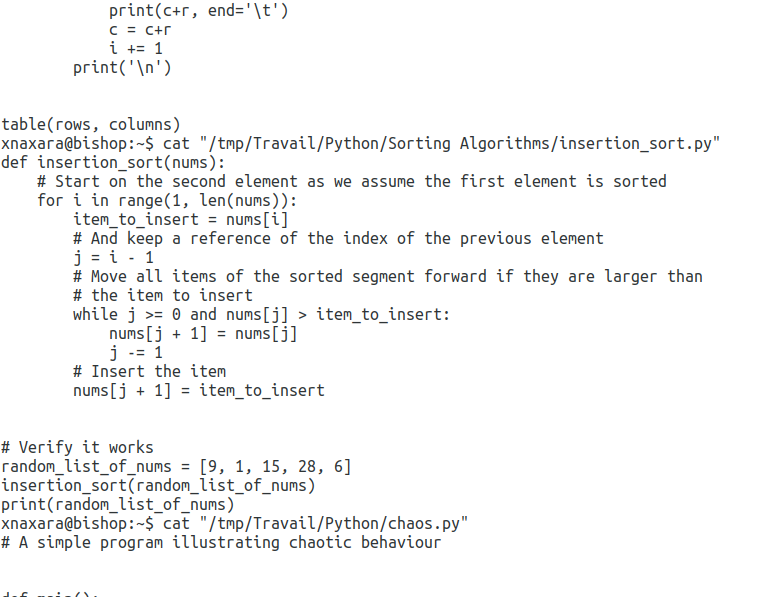 print(c+r, end='\t')
            c = c+r
            i += 1
        print('\n')


table(rows, columns)
xnaxara@bishop:~$ cat "/tmp/Travail/Python/Sorting Algorithms/insertion_sort.py"
def insertion_sort(nums):
    # Start on the second element as we assume the first element is sorted
    for i in range(1, len(nums)):
        item_to_insert = nums[i]
        # And keep a reference of the index of the previous element
        j = i - 1
        # Move all items of the sorted segment forward if they are larger than
        # the item to insert
        while j >= 0 and nums[j] > item_to_insert:
            nums[j + 1] = nums[j]
            j -= 1
        # Insert the item
        nums[j + 1] = item_to_insert


# Verify it works
random_list_of_nums = [9, 1, 15, 28, 6]
insertion_sort(random_list_of_nums)
print(random_list_of_nums)
xnaxara@bishop:~$ cat "/tmp/Travail/Python/chaos.py"
# A simple program illustrating chaotic behaviour